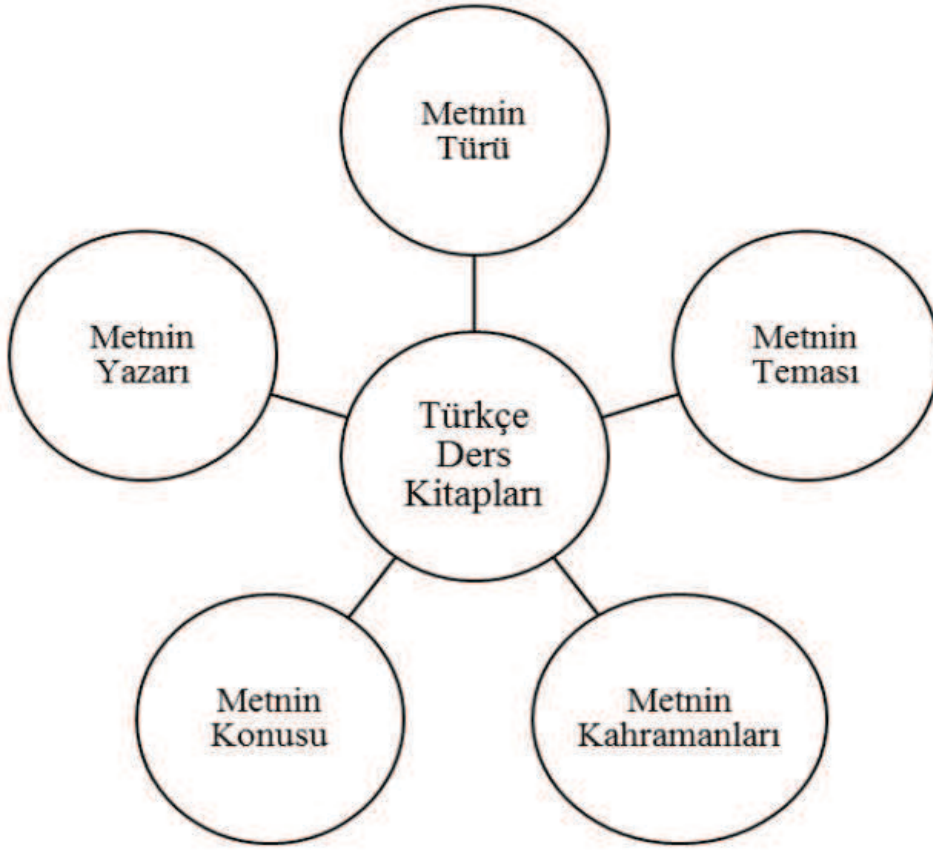 Metnin
Türü
Metnin
Yazarı
Metnin
Teması
Türkçe
Ders
Kitapları
Metnin
Konusu
Metnin
Kahramanları